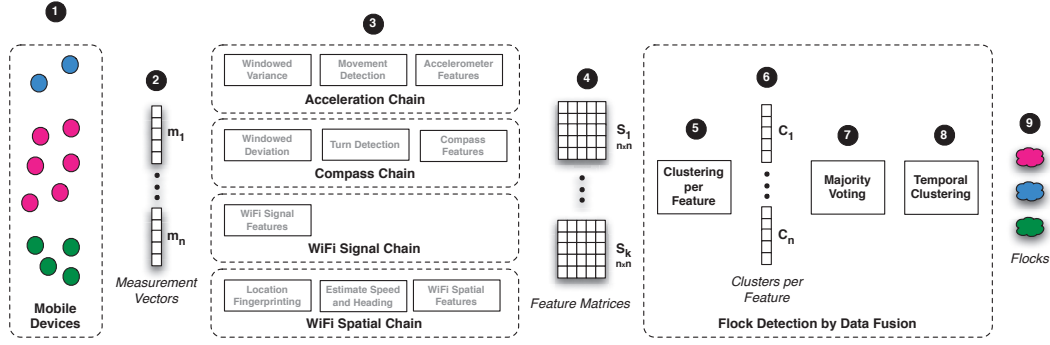 1
Mobile
Devices
2
m1
mn
Measurement
Vectors
3
Windowed
Variance
Movement
Detection
Accelerometer
Features
Acceleration Chain
Windowed
Deviation
Turn Detection
Compass
Features
Compass Chain
WiFi Signal
Features
WiFi Signal Chain
Location
Fingerprinting
Estimate Speed
and Heading
WiFi Spatial
Features
WiFi Spatial Chain
4
S1
nxn
Sk
nxn
Feature Matrices
5
Clustering
per
Feature
6
C1
Cn
Clusters per
Feature
7
Majority
Voting
8
Temporal
Clustering
Flock Detection by Data Fusion
9
Flocks